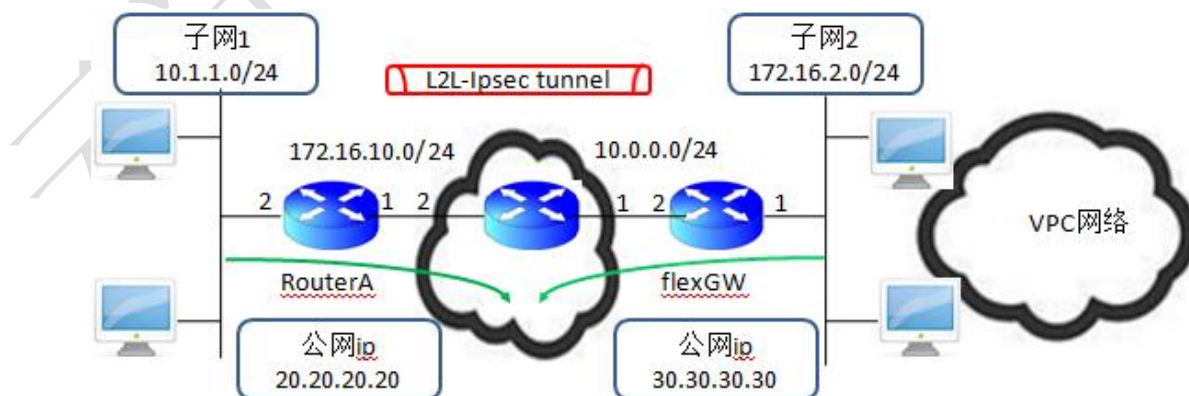 子网1
10.1.1.0/24
L2L-Ipsec tunnel
子网2
172.16.2.0/24
172.16.10.0/24
10.0.0.0/24
2 1 2 1 2 1
RouterA
flexGW
VPC网络
公网ip
20.20.20.20
公网ip
30.30.30.30